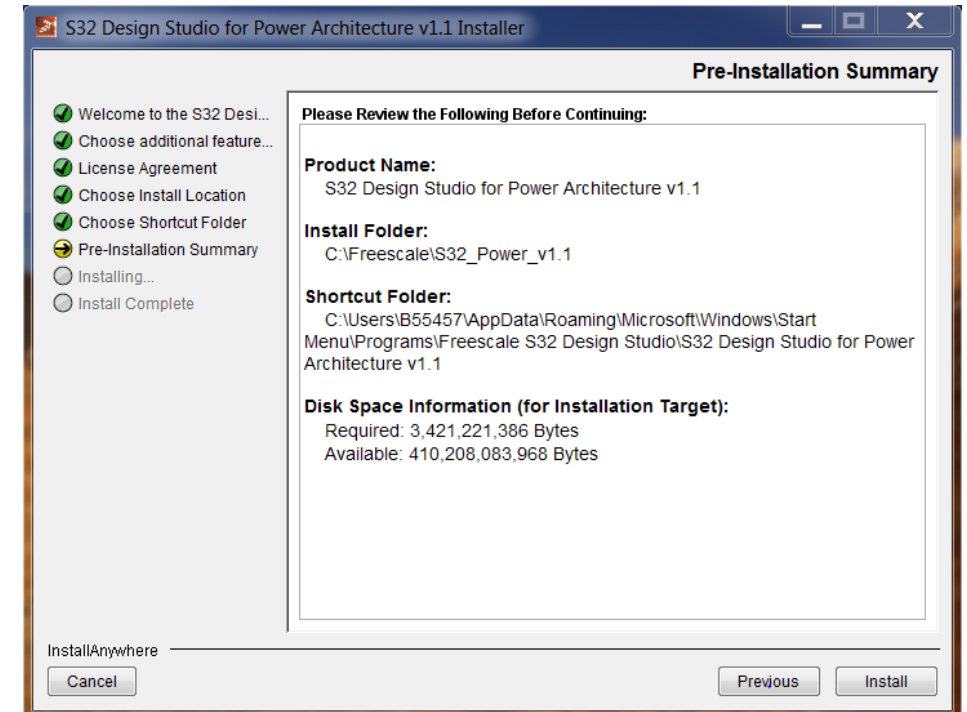 S32 Design Studio for Power Architecture v1.1 Installer
Pre-Installation Summary
Welcome to the S32 Desi...
Choose additional feature...
License Agreement
Choose Install Location
Choose Shortcut Folder
Pre-Installation Summary
Installing...
Install Complete
Please Review the Following Before Continuing:
Product Name:
S32 Design Studio for Power Architecture v1.1
Install Folder:
C:\Freescale\S32_Power_v1.1
Shortcut Folder:
C:\Users\B55457\AppData\Roaming\Microsoft\Windows\Start
Menu\Programs\Freescale S32 Design Studio\S32 Design Studio for Power
Architecture v1.1
Disk Space Information (for Installation Target):
Required: 3,421,221,386 Bytes
Available: 410,208,083,968 Bytes
InstallAnywhere
Cancel
Previous
Install